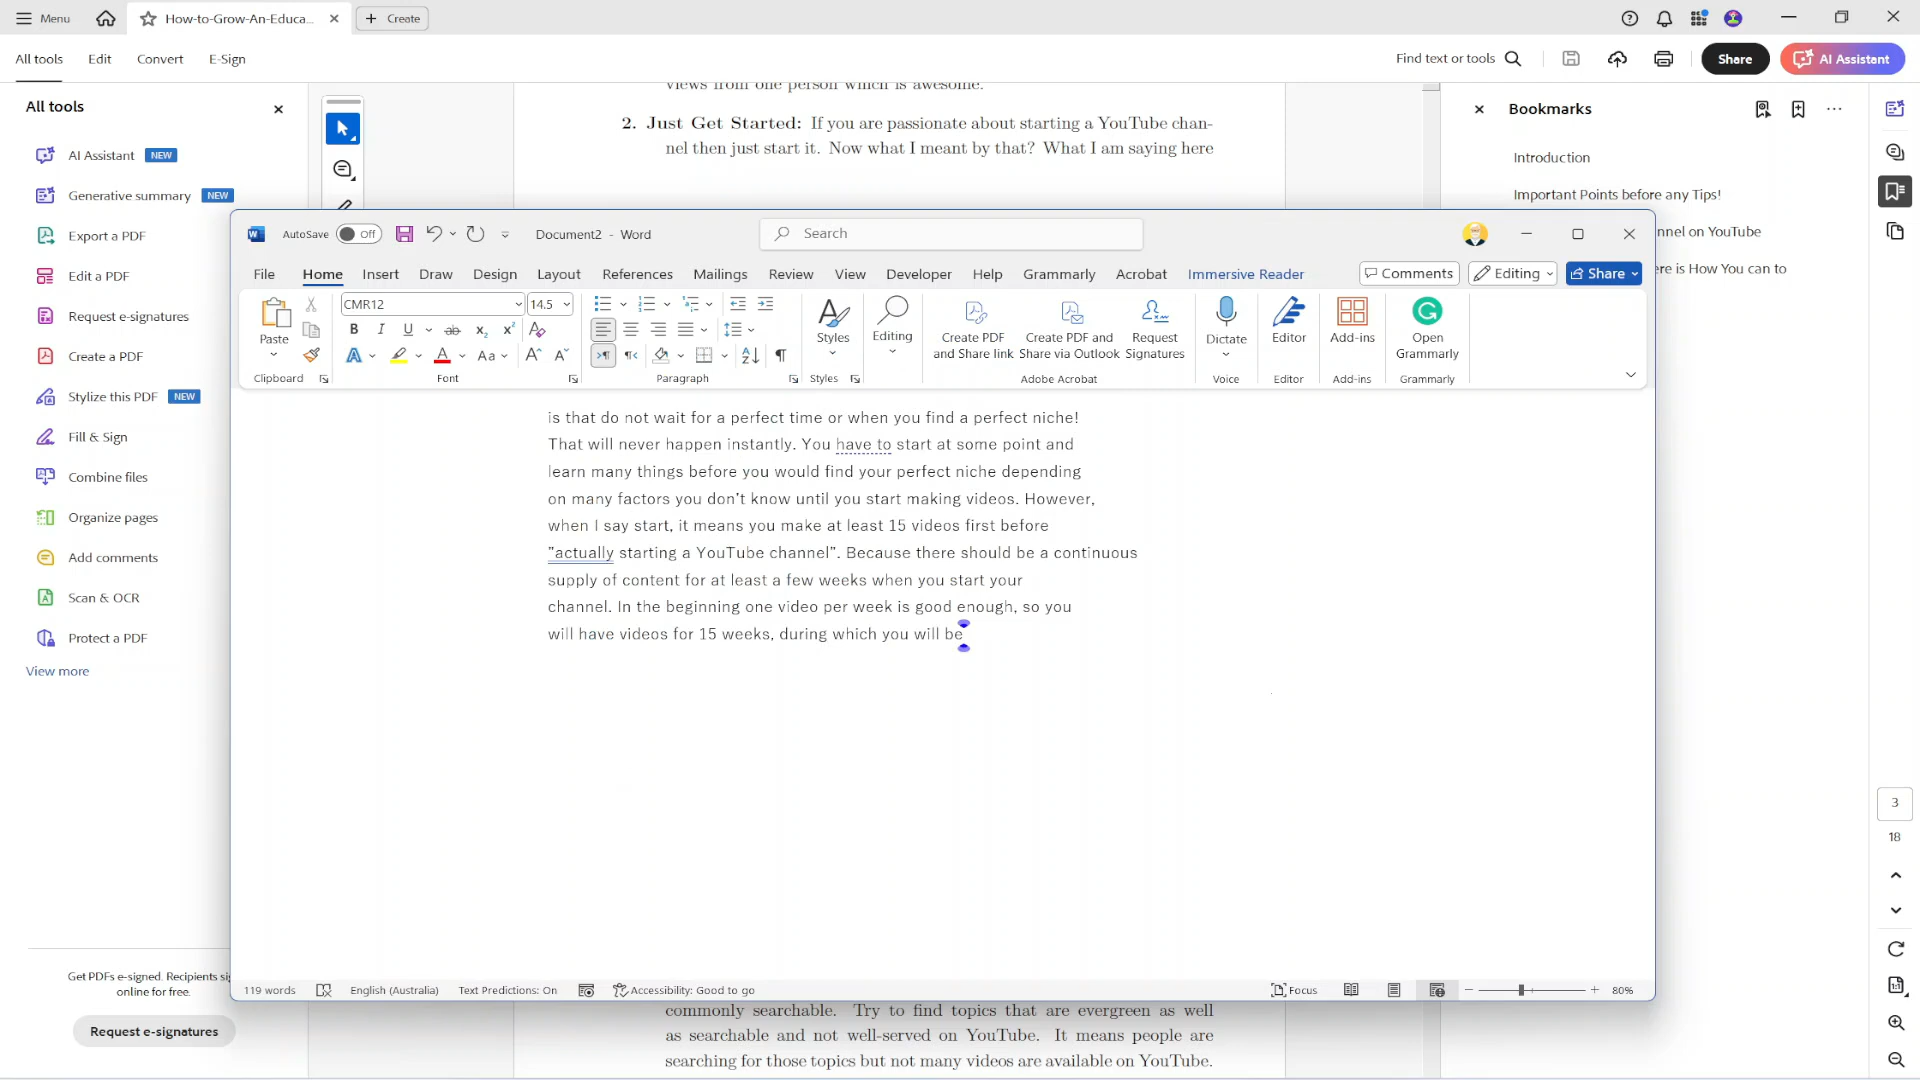 Menu
How-to-Grow-An-Educa...
Create
All tools
Edit
Convert
E-Sign
Find text or tools
Share
AI Assistant
All tools
AI Assistant NEW
Generative summary NEW
Export a PDF
Edit a PDF
Request e-signatures
Create a PDF
Stylize this PDF NEW
Fill & Sign
Combine files
Organize pages
Scan & OCR
Add comments
Protect a PDF
View more
Get PDFs e-signed. Recipients si
online for free.
Request e-signatures
views from one person which is awesome.
2. Just Get Started: If you are passionate about starting a YouTube chan-
nel then just start it. Now what I meant by that? What I am saying here
Bookmarks
Introduction
Important Points before any Tips!
nnel on YouTube
ere is How You can to
AutoSave Off
Document2 - Word
Search
File
Home
Insert
Draw
Design
Layout
References
Mailings
Review
View
Developer
Help
Grammarly
Acrobat
Immersive Reader
Comments
Editing
Share
Paste
Clipboard
CMR12
14.5
Font
Paragraph
Styles
Styles
Editing
Create PDF
and Share link
Create PDF and
Share via Outlook
Request
Signatures
Adobe Acrobat
Dictate
Voice
Editor
Editor
Add-ins
Add-ins
Open
Grammarly
Grammarly
is that do not wait for a perfect time or when you find a perfect niche!
That will never happen instantly. You have to start at some point and
learn many things before you would find your perfect niche depending
on many factors you don't know until you start making videos. However,
when I say start, it means you make at least 15 videos first before
"actually starting a YouTube channel". Because there should be a continuous
supply of content for at least a few weeks when you start your
channel. In the beginning one video per week is good enough, so you
will have videos for 15 weeks, during which you will be
119 words
English (Australia)
Text Predictions: On
Accessibility: Good to go
Focus
80%
commonly searchable. Try to find topics that are evergreen as well
as searchable and not well-served on YouTube. It means people are
searching for those topics but not many videos are available on YouTube.
3
18